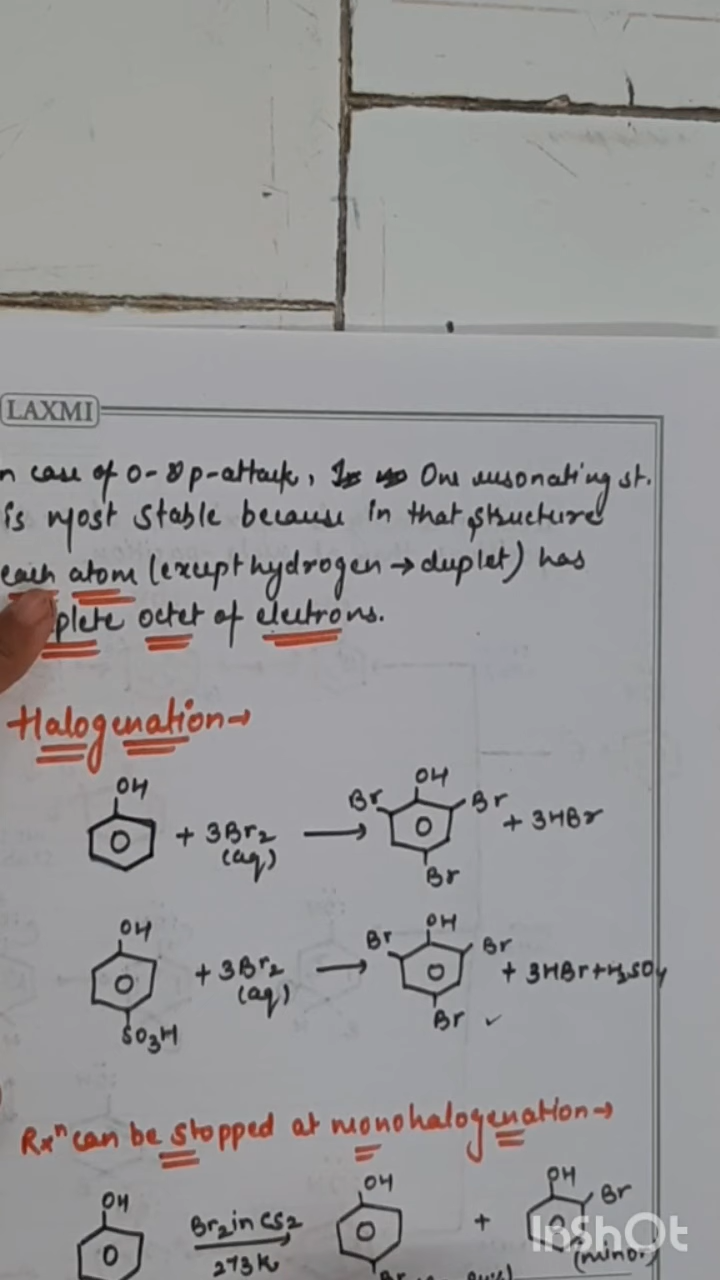 LAXMI
n case of o- & p-attack, One resonating st.
is most stable because in that structure
each atom (except hydrogen → duplet) has
plete octet of electrons.
Halogenation→
OH
+ 3Br2 (aq) → OH Br Br Br + 3HBr
OH
SO3H + 3Br2 (aq) → OH Br Br Br + 3HBr + H2SO4
Rxⁿ can be stopped at monohalogenation→
OH Br2 in CS2 273K OH Br + OH Br (minor)
InShOt